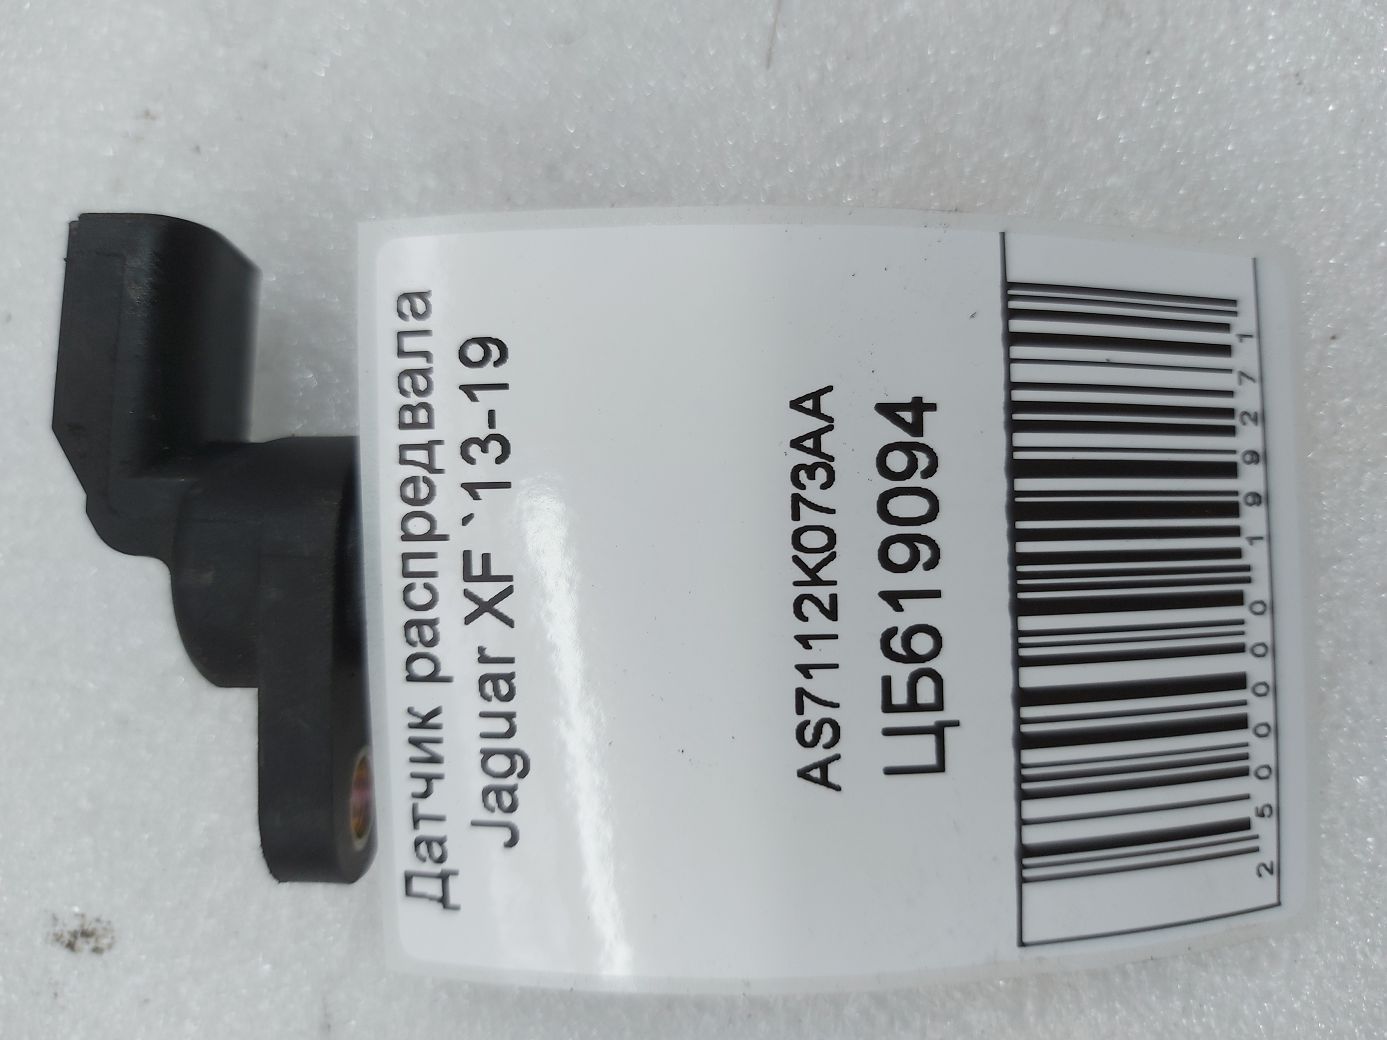 Датчик распредвала
Jaguar XF `13-19
AS7112K073AA
ЦБ619094
2500000199271